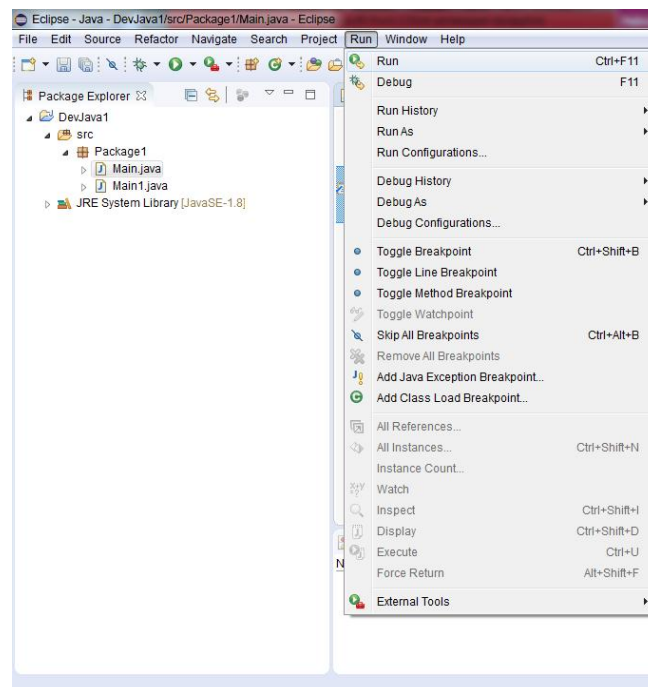 Eclipse - Java - DevJava1/src/Package1/Main.java - Eclipse
File Edit Source Refactor Navigate Search Project Run Window Help
Package Explorer
DevJava1
src
Package1
Main.java
Main1.java
JRE System Library [JavaSE-1.8]
Run Ctrl+F11
Debug F11
Run History
Run As
Run Configurations...
Debug History
Debug As
Debug Configurations...
Toggle Breakpoint Ctrl+Shift+B
Toggle Line Breakpoint
Toggle Method Breakpoint
Toggle Watchpoint
Skip All Breakpoints Ctrl+Alt+B
Remove All Breakpoints
Add Java Exception Breakpoint...
Add Class Load Breakpoint...
All References...
All Instances... Ctrl+Shift+N
Instance Count...
Watch
Inspect Ctrl+Shift+I
Display Ctrl+Shift+D
Execute Ctrl+U
Force Return Alt+Shift+F
External Tools